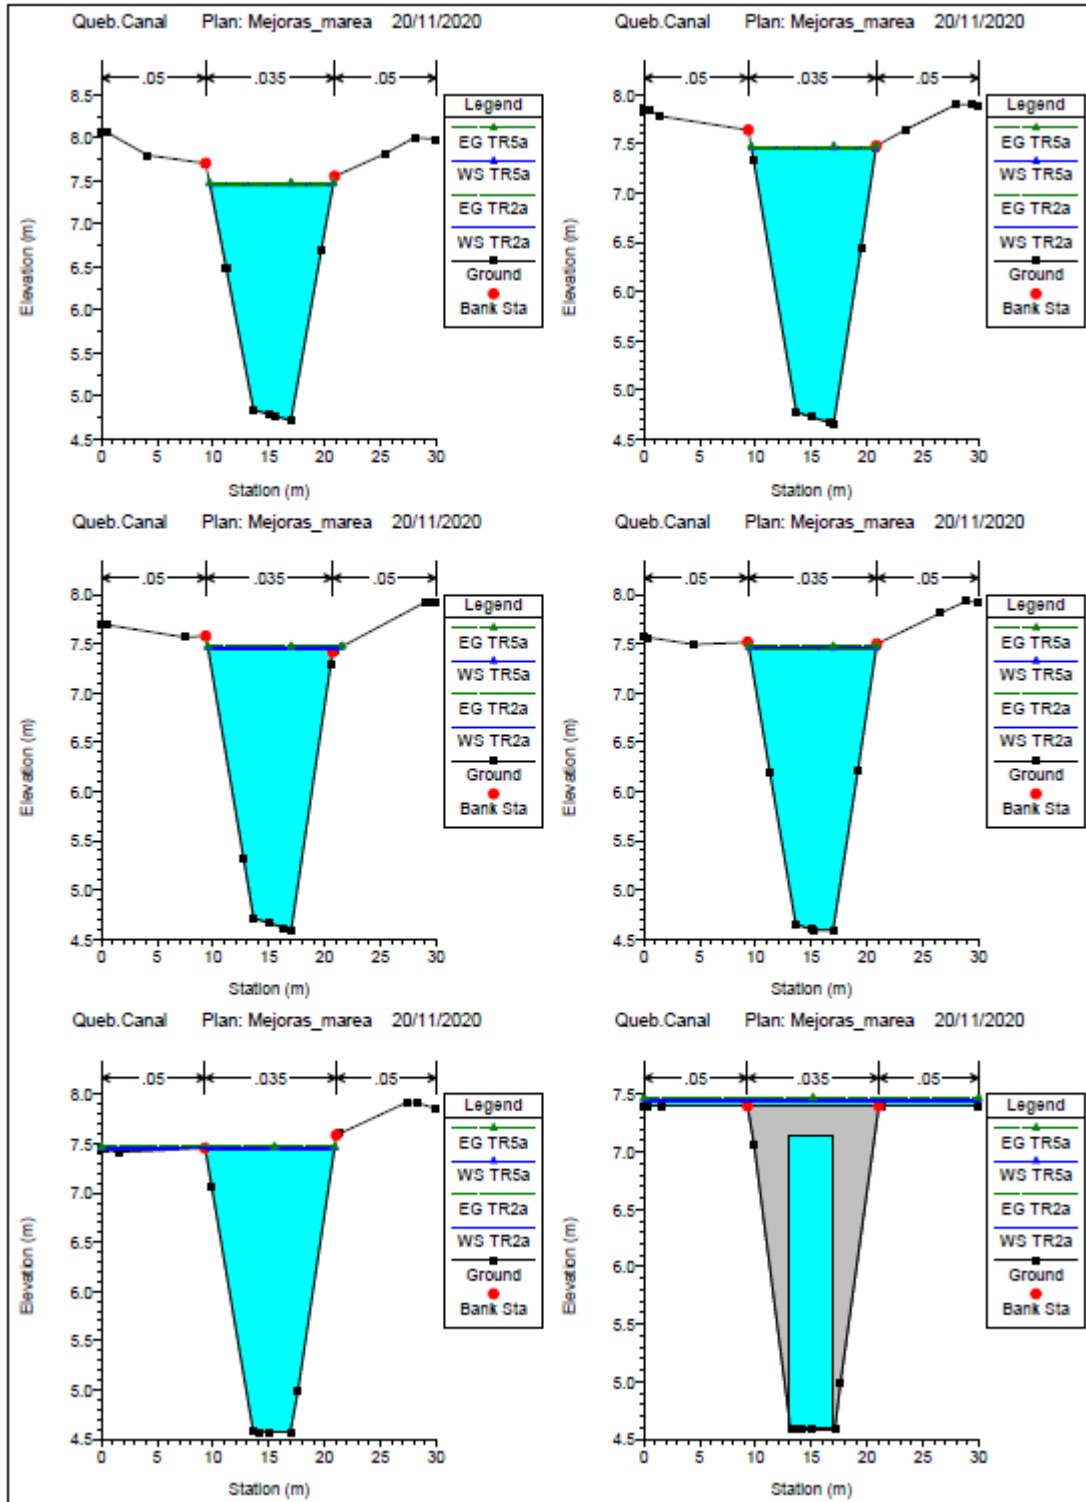 Queb.Canal Plan: Mejoras_marea 20/11/2020
.05 .035 .05
8.5
8.0
7.5
7.0
6.5
6.0
5.5
5.0
4.5
0 5 10 15 20 25 30
Elevation (m)
Station (m)
Legend
EG TR5a
WS TR5a
EG TR2a
WS TR2a
Ground
Bank Sta
Queb.Canal Plan: Mejoras_marea 20/11/2020
.05 .035 .05
8.0
7.5
7.0
6.5
6.0
5.5
5.0
4.5
0 5 10 15 20 25 30
Elevation (m)
Station (m)
Legend
EG TR5a
WS TR5a
EG TR2a
WS TR2a
Ground
Bank Sta
Queb.Canal Plan: Mejoras_marea 20/11/2020
.05 .035 .05
8.0
7.5
7.0
6.5
6.0
5.5
5.0
4.5
0 5 10 15 20 25 30
Elevation (m)
Station (m)
Legend
EG TR5a
WS TR5a
EG TR2a
WS TR2a
Ground
Bank Sta
Queb.Canal Plan: Mejoras_marea 20/11/2020
.05 .035 .05
8.0
7.5
7.0
6.5
6.0
5.5
5.0
4.5
0 5 10 15 20 25 30
Elevation (m)
Station (m)
Legend
EG TR5a
WS TR5a
EG TR2a
WS TR2a
Ground
Bank Sta
Queb.Canal Plan: Mejoras_marea 20/11/2020
.05 .035 .05
8.0
7.5
7.0
6.5
6.0
5.5
5.0
4.5
0 5 10 15 20 25 30
Elevation (m)
Station (m)
Legend
EG TR5a
WS TR5a
EG TR2a
WS TR2a
Ground
Bank Sta
Queb.Canal Plan: Mejoras_marea 20/11/2020
.05 .035 .05
7.5
7.0
6.5
6.0
5.5
5.0
4.5
0 5 10 15 20 25 30
Elevation (m)
Station (m)
Legend
EG TR5a
WS TR5a
EG TR2a
WS TR2a
Ground
Bank Sta